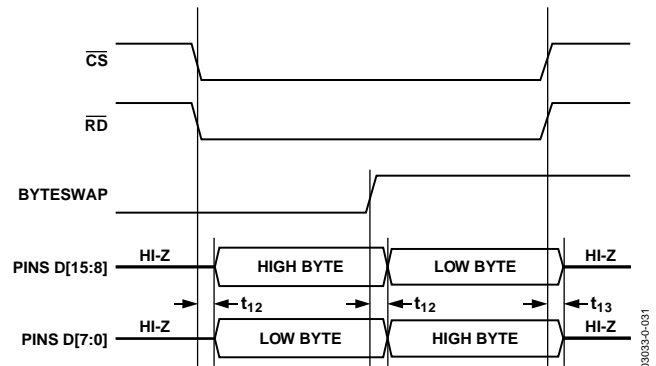 CS
RD
BYTESWAP
PINS D[15:8] HI-Z HIGH BYTE LOW BYTE HI-Z
t12 t12 t13
PINS D[7:0] HI-Z LOW BYTE HIGH BYTE HI-Z
03033-0-031